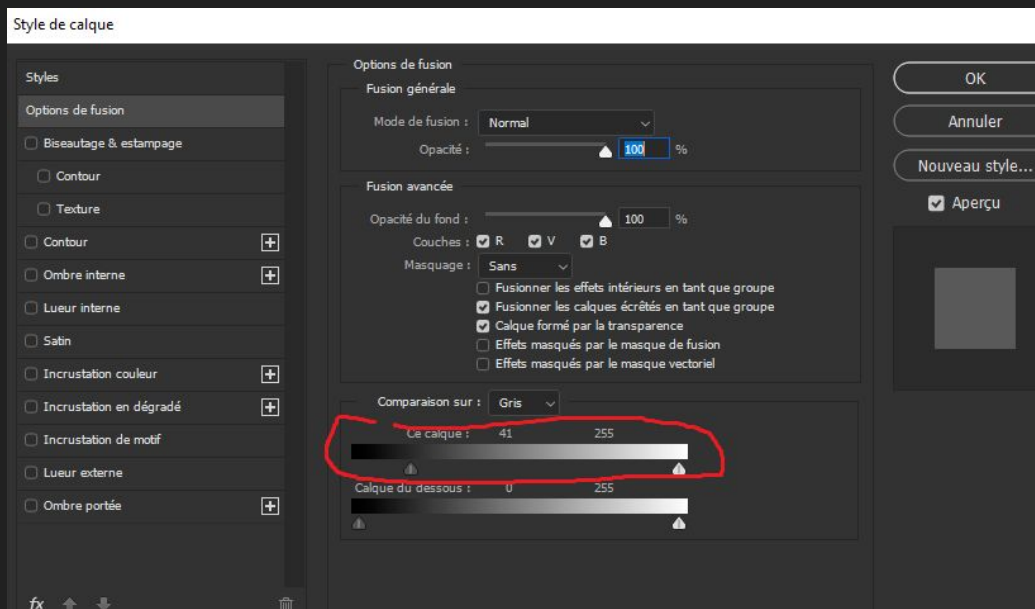 Style de calque
Styles
Options de fusion
Biseautage & estampage
Contour
Texture
Contour
Ombre interne
Lueur interne
Satin
Incrustation couleur
Incrustation en dégradé
Incrustation de motif
Lueur externe
Ombre portée
fx
Options de fusion
Fusion générale
Mode de fusion : Normal
Opacité : 100 %
Fusion avancée
Opacité du fond : 100 %
Couches : R V B
Masquage : Sans
Fusionner les effets intérieurs en tant que groupe
Fusionner les calques écrêtés en tant que groupe
Calque formé par la transparence
Effets masqués par le masque de fusion
Effets masqués par le masque vectoriel
Comparaison sur : Gris
Ce calque : 41 255
Calque du dessous : 0 255
OK
Annuler
Nouveau style...
Aperçu